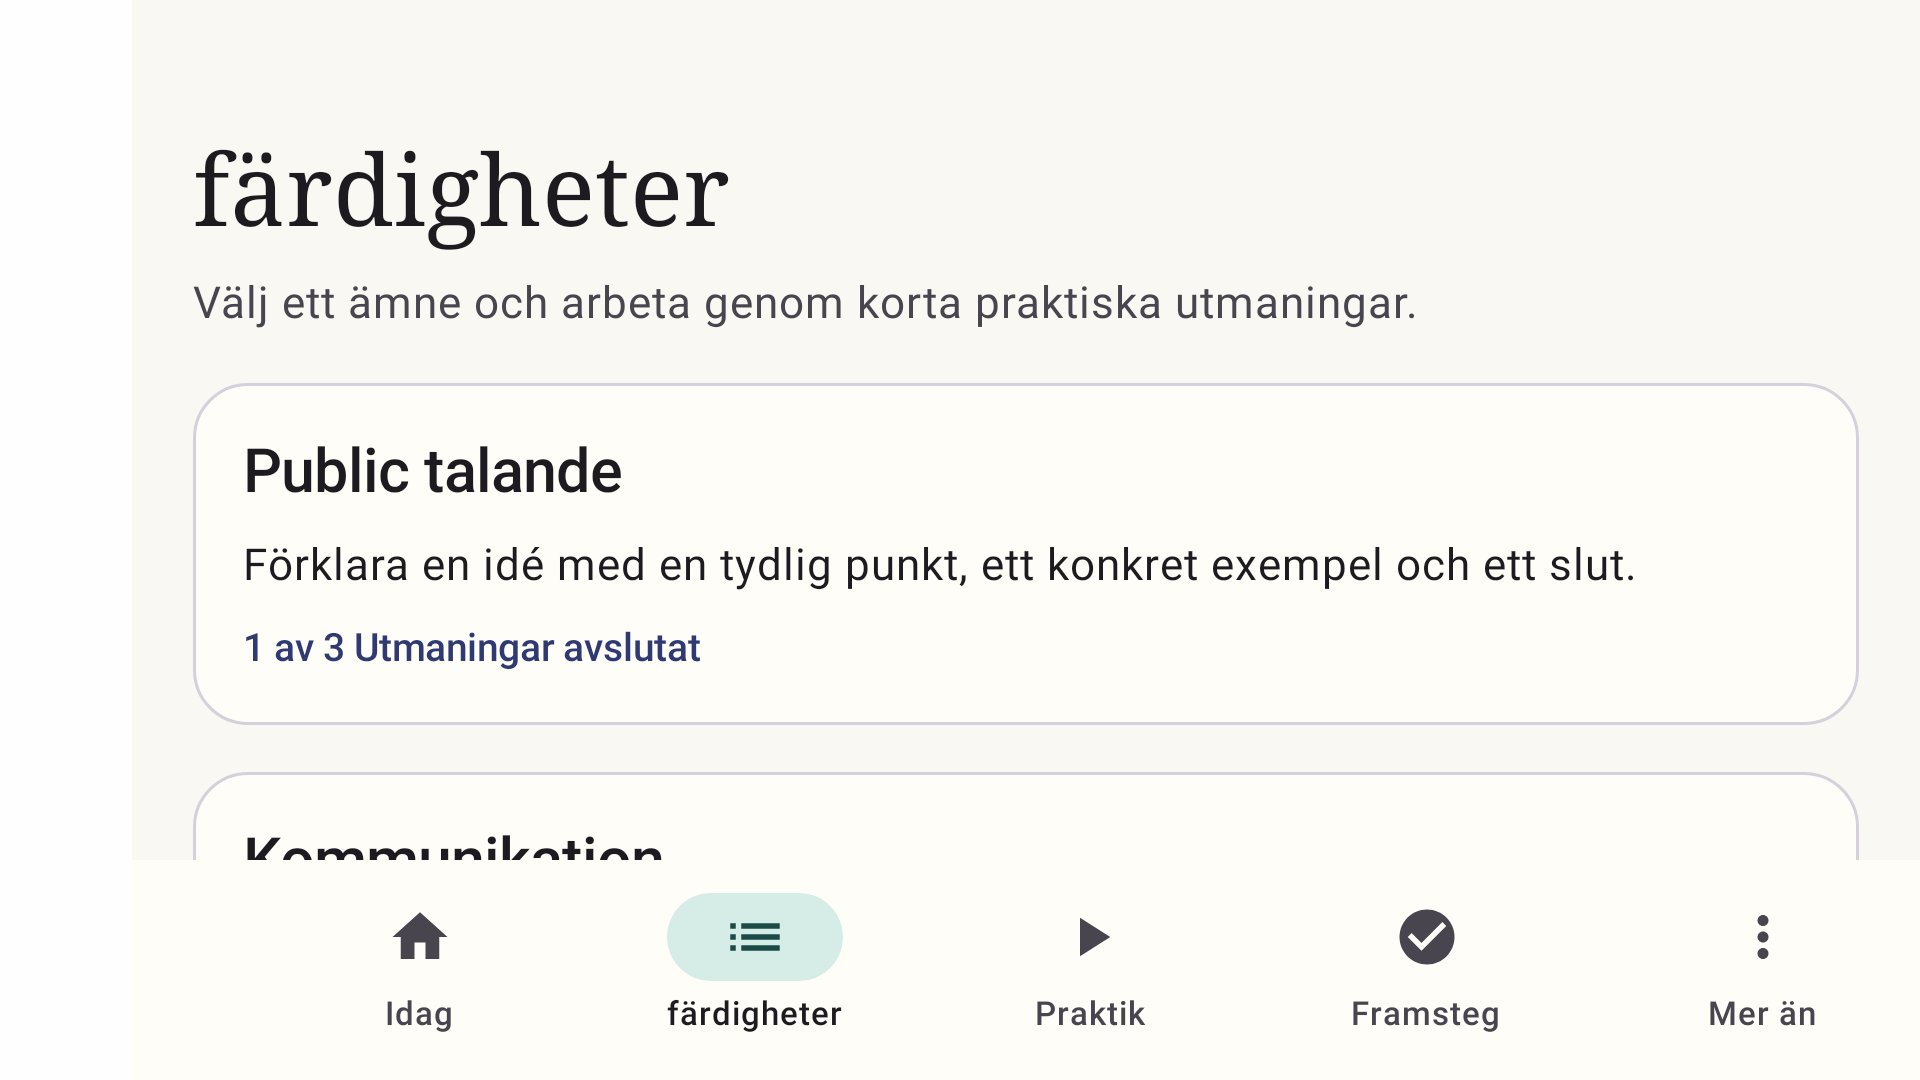 färdigheter
Välj ett ämne och arbeta genom korta praktiska utmaningar.
Public talande
Förklara en idé med en tydlig punkt, ett konkret exempel och ett slut.
1 av 3 Utmaningar avslutat
Kommunikation
Idag
färdigheter
Praktik
Framsteg
Mer än